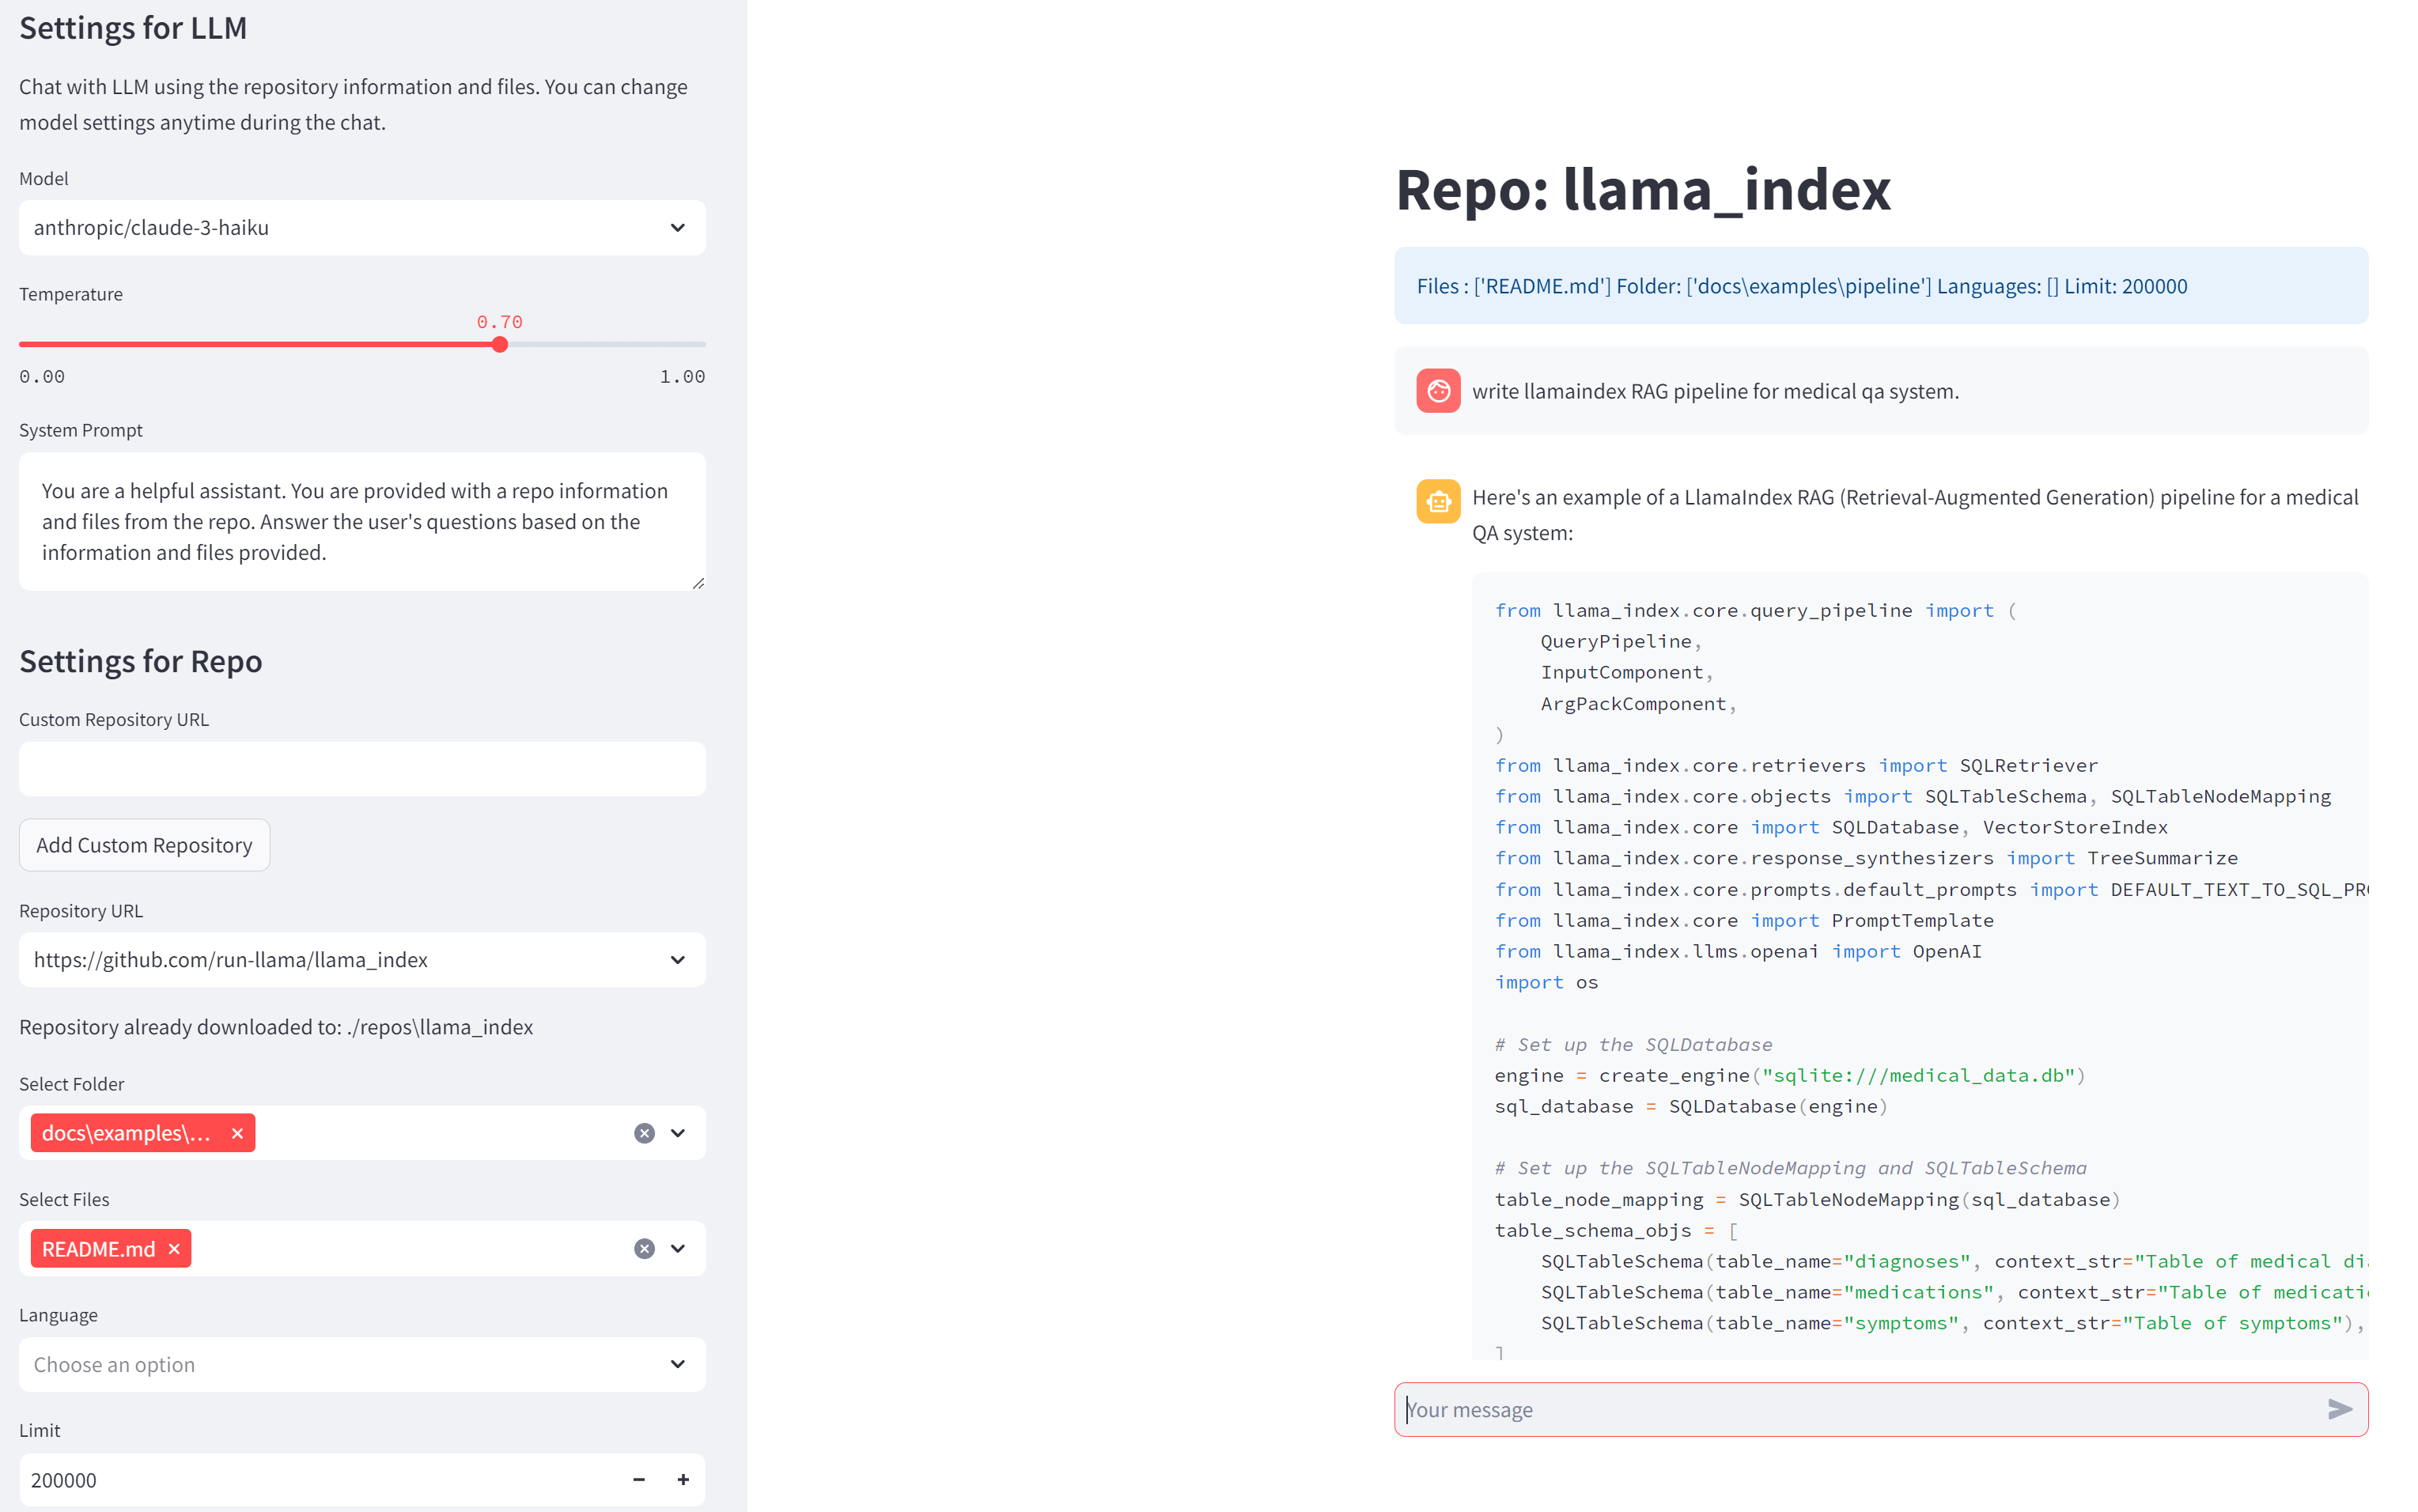 Settings for LLM
Chat with LLM using the repository information and files. You can change
model settings anytime during the chat.
Model
anthropic/claude-3-haiku
Temperature
0.70
0.00 1.00
System Prompt
You are a helpful assistant. You are provided with a repo information
and files from the repo. Answer the user's questions based on the
information and files provided.
Settings for Repo
Custom Repository URL
Add Custom Repository
Repository URL
https://github.com/run-llama/llama_index
Repository already downloaded to: ./repos\llama_index
Select Folder
docs\examples\...
Select Files
README.md
Language
Choose an option
Limit
200000
Repo: llama_index
Files : ['README.md'] Folder: ['docs\examples\pipeline'] Languages: [] Limit: 200000
write llamaindex RAG pipeline for medical qa system.
Here's an example of a LlamaIndex RAG (Retrieval-Augmented Generation) pipeline for a medical
QA system:
from llama_index.core.query_pipeline import (
    QueryPipeline,
    InputComponent,
    ArgPackComponent,
)
from llama_index.core.retrievers import SQLRetriever
from llama_index.core.objects import SQLTableSchema, SQLTableNodeMapping
from llama_index.core import SQLDatabase, VectorStoreIndex
from llama_index.core.response_synthesizers import TreeSummarize
from llama_index.core.prompts.default_prompts import DEFAULT_TEXT_TO_SQL_PR
from llama_index.core import PromptTemplate
from llama_index.llms.openai import OpenAI
import os
# Set up the SQLDatabase
engine = create_engine("sqlite:///medical_data.db")
sql_database = SQLDatabase(engine)
# Set up the SQLTableNodeMapping and SQLTableSchema
table_node_mapping = SQLTableNodeMapping(sql_database)
table_schema_objs = [
    SQLTableSchema(table_name="diagnoses", context_str="Table of medical di
    SQLTableSchema(table_name="medications", context_str="Table of medicati
    SQLTableSchema(table_name="symptoms", context_str="Table of symptoms"),
]
Your message